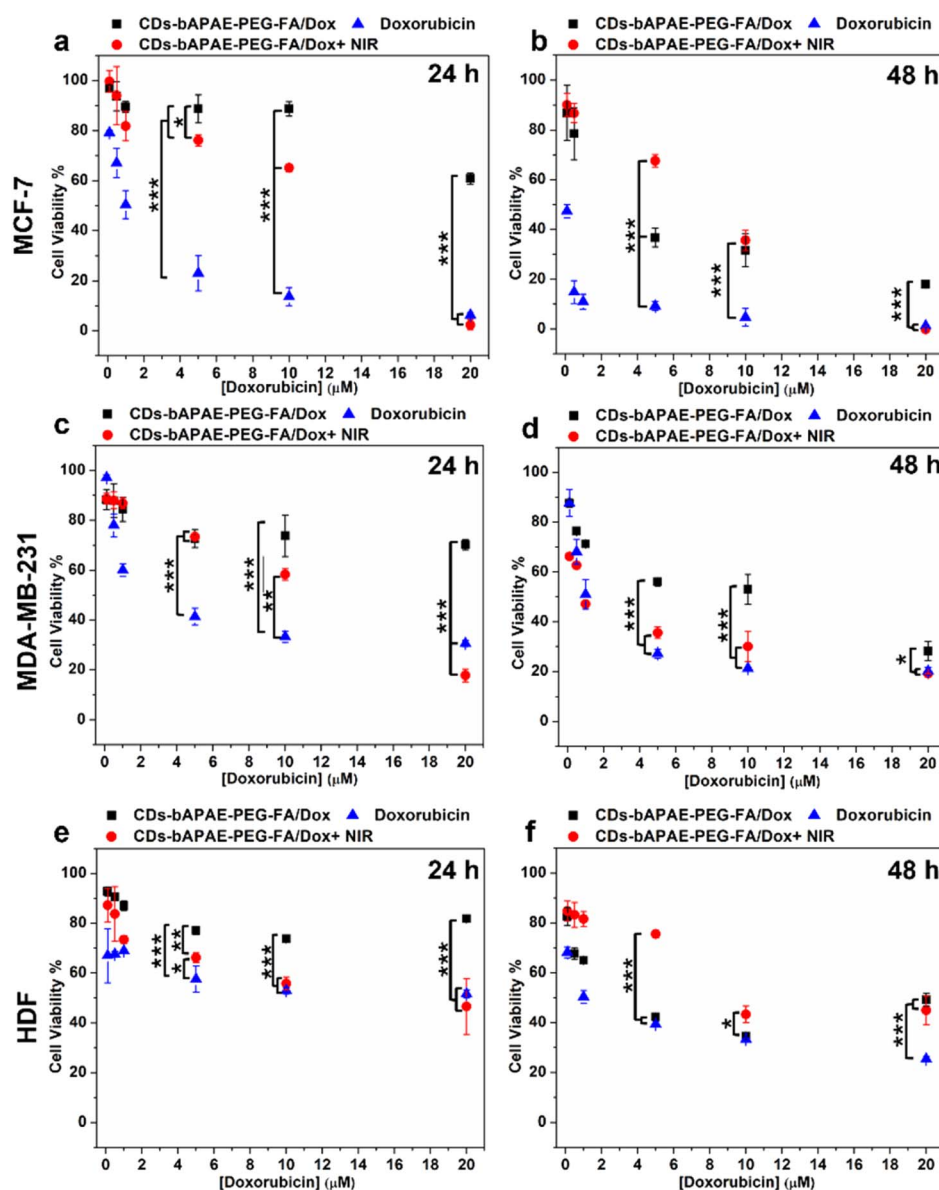 a
CDs-bAPAE-PEG-FA/Dox Doxorubicin
CDs-bAPAE-PEG-FA/Dox+ NIR
24 h
MCF-7
Cell Viability %
100
80
60
40
20
0
*
***
***
***
0 2 4 6 8 10 12 14 16 18 20
[Doxorubicin] (μM)
b
CDs-bAPAE-PEG-FA/Dox Doxorubicin
CDs-bAPAE-PEG-FA/Dox+ NIR
48 h
Cell Viability %
100
80
60
40
20
0
***
***
***
0 2 4 6 8 10 12 14 16 18 20
[Doxorubicin] (μM)
c
CDs-bAPAE-PEG-FA/Dox Doxorubicin
CDs-bAPAE-PEG-FA/Dox+ NIR
24 h
MDA-MB-231
Cell Viability %
100
80
60
40
20
0
***
***
**
***
0 2 4 6 8 10 12 14 16 18 20
[Doxorubicin] (μM)
d
CDs-bAPAE-PEG-FA/Dox Doxorubicin
CDs-bAPAE-PEG-FA/Dox+ NIR
48 h
Cell Viability %
100
80
60
40
20
0
***
***
*
0 2 4 6 8 10 12 14 16 18 20
[Doxorubicin] (μM)
e
CDs-bAPAE-PEG-FA/Dox Doxorubicin
CDs-bAPAE-PEG-FA/Dox+ NIR
24 h
HDF
Cell Viability %
100
80
60
40
20
0
***
**
*
***
***
0 2 4 6 8 10 12 14 16 18 20
[Doxorubicin] (μM)
f
CDs-bAPAE-PEG-FA/Dox Doxorubicin
CDs-bAPAE-PEG-FA/Dox+ NIR
48 h
Cell Viability %
100
80
60
40
20
0
***
*
***
0 2 4 6 8 10 12 14 16 18 20
[Doxorubicin] (μM)